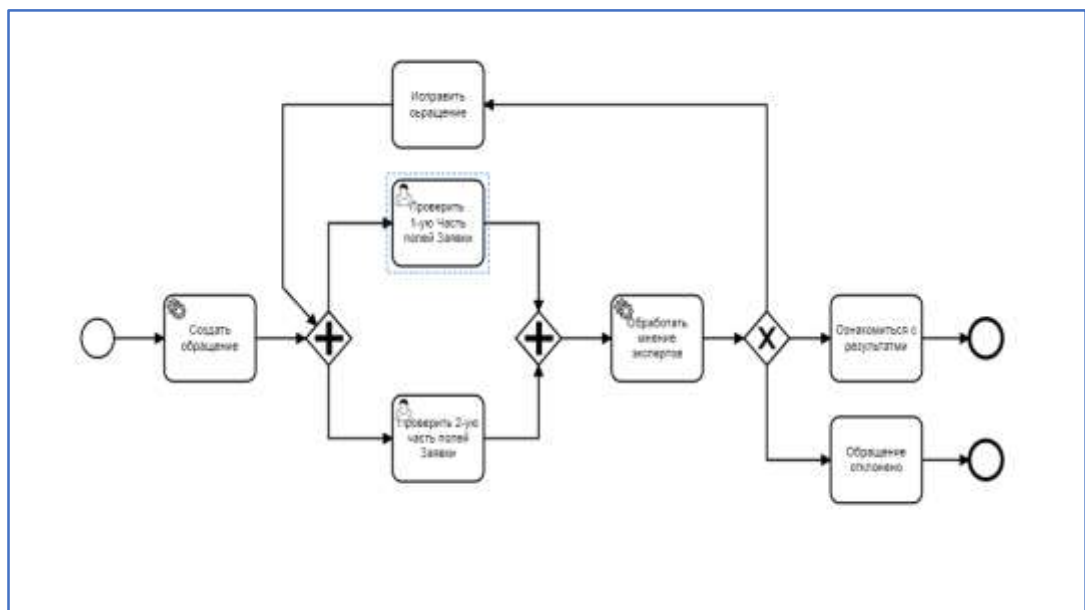 Исправить
обращение
Проверить
1-ую Часть
полей Заявки
Создать
обращение
Обработать
мнение
экспертов
X
Ознакомиться с
результатми
Проверить 2-ую
часть полей
Заявки
Обращение
отклонено